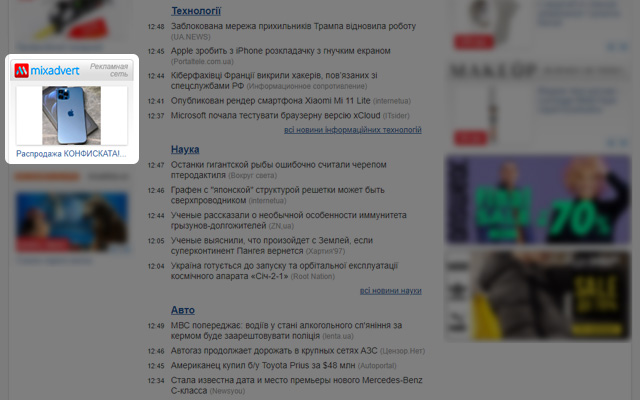 Технології
12:48 Заблокована мережа прихильників Трампа відновила роботу
(UA.NEWS)
12:45 Apple зробить з iPhone розкладачку з гнучким екраном
(Portaltele.com.ua)
12:44 Кіберфахівці Франції викрили хакерів, пов’язаних зі
спецслужбами РФ (Информационное сопротивление)
12:41 Опубликован рендер смартфона Xiaomi Mi 11 Lite (internetua)
12:37 Microsoft почала тестувати браузерну версію xCloud (ITsider)
всі новини інформаційних технологій
Наука
12:47 Останки гигантской рыбы ошибочно считали черепом
птеродактиля (Вокруг света)
12:46 Графен с "японской" структурой решетки может быть
сверхпроводником (internetua)
12:44 Ученые рассказали о необычной особенности иммунитета
грызунов-долгожителей (ZN.ua)
12:05 Ученые выяснили, что произойдет с Землей, если
суперконтинент Пангея вернется (Хартия'97)
12:04 Україна готується до запуску та орбітальної експлуатації
космічного апарата «Січ-2-1» (Root Nation)
всі новини науки
Авто
12:49 МВС попереджає: водіїв у стані алкогольного сп'яніння за
кермом буде заарештовувати поліція (lenta.ua)
12:46 Автогаз продолжает дорожать в крупных сетях АЗС (Цензор.Нет)
12:45 Американец купил б/у Toyota Prius за $48 млн (Autoportal)
12:34 Стала известна дата и место премьеры нового Mercedes-Benz
C-класса (Newsyou)
mixadvert
Рекламная
сеть
Распродажа КОНФИСКАТА!...
MAKEUP
FINAL
SALE
до -70%
SALE